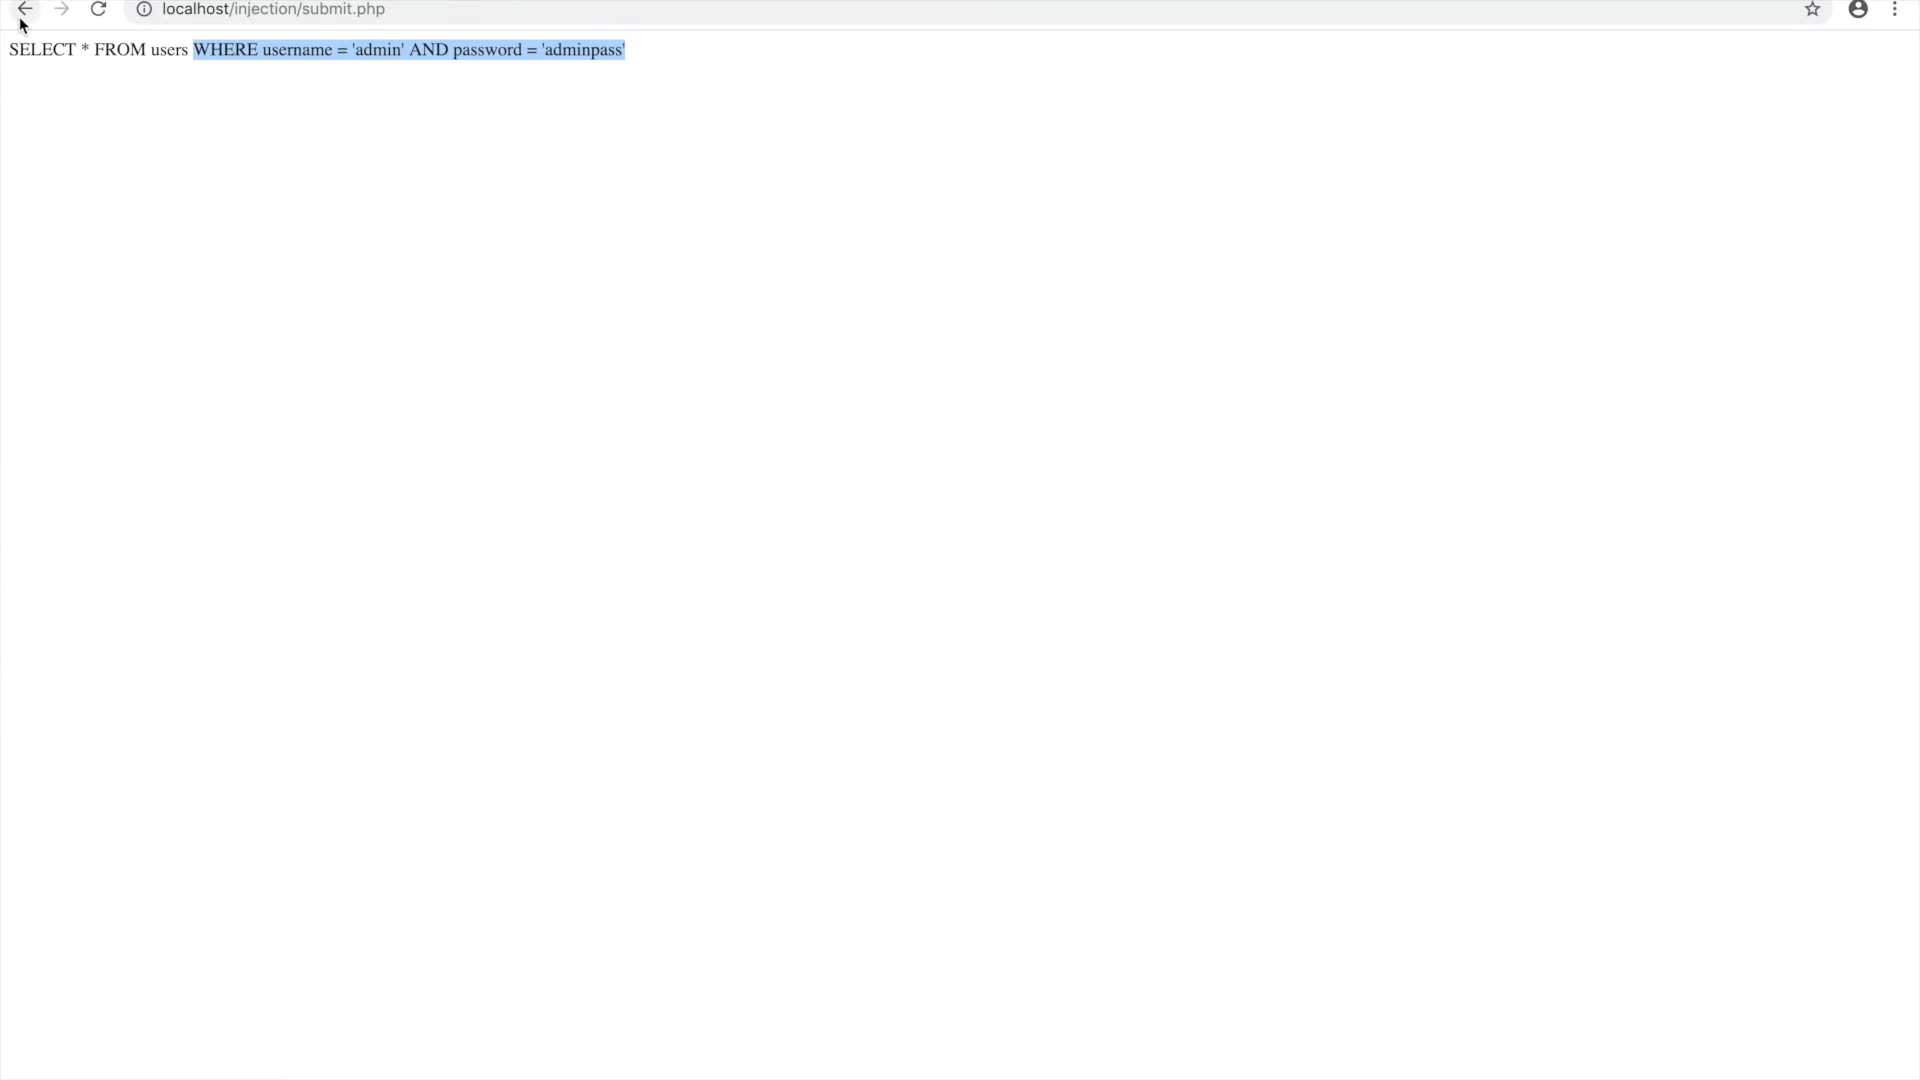 localhost/injection/submit.php
SELECT * FROM users WHERE username = 'admin' AND password = 'adminpass'